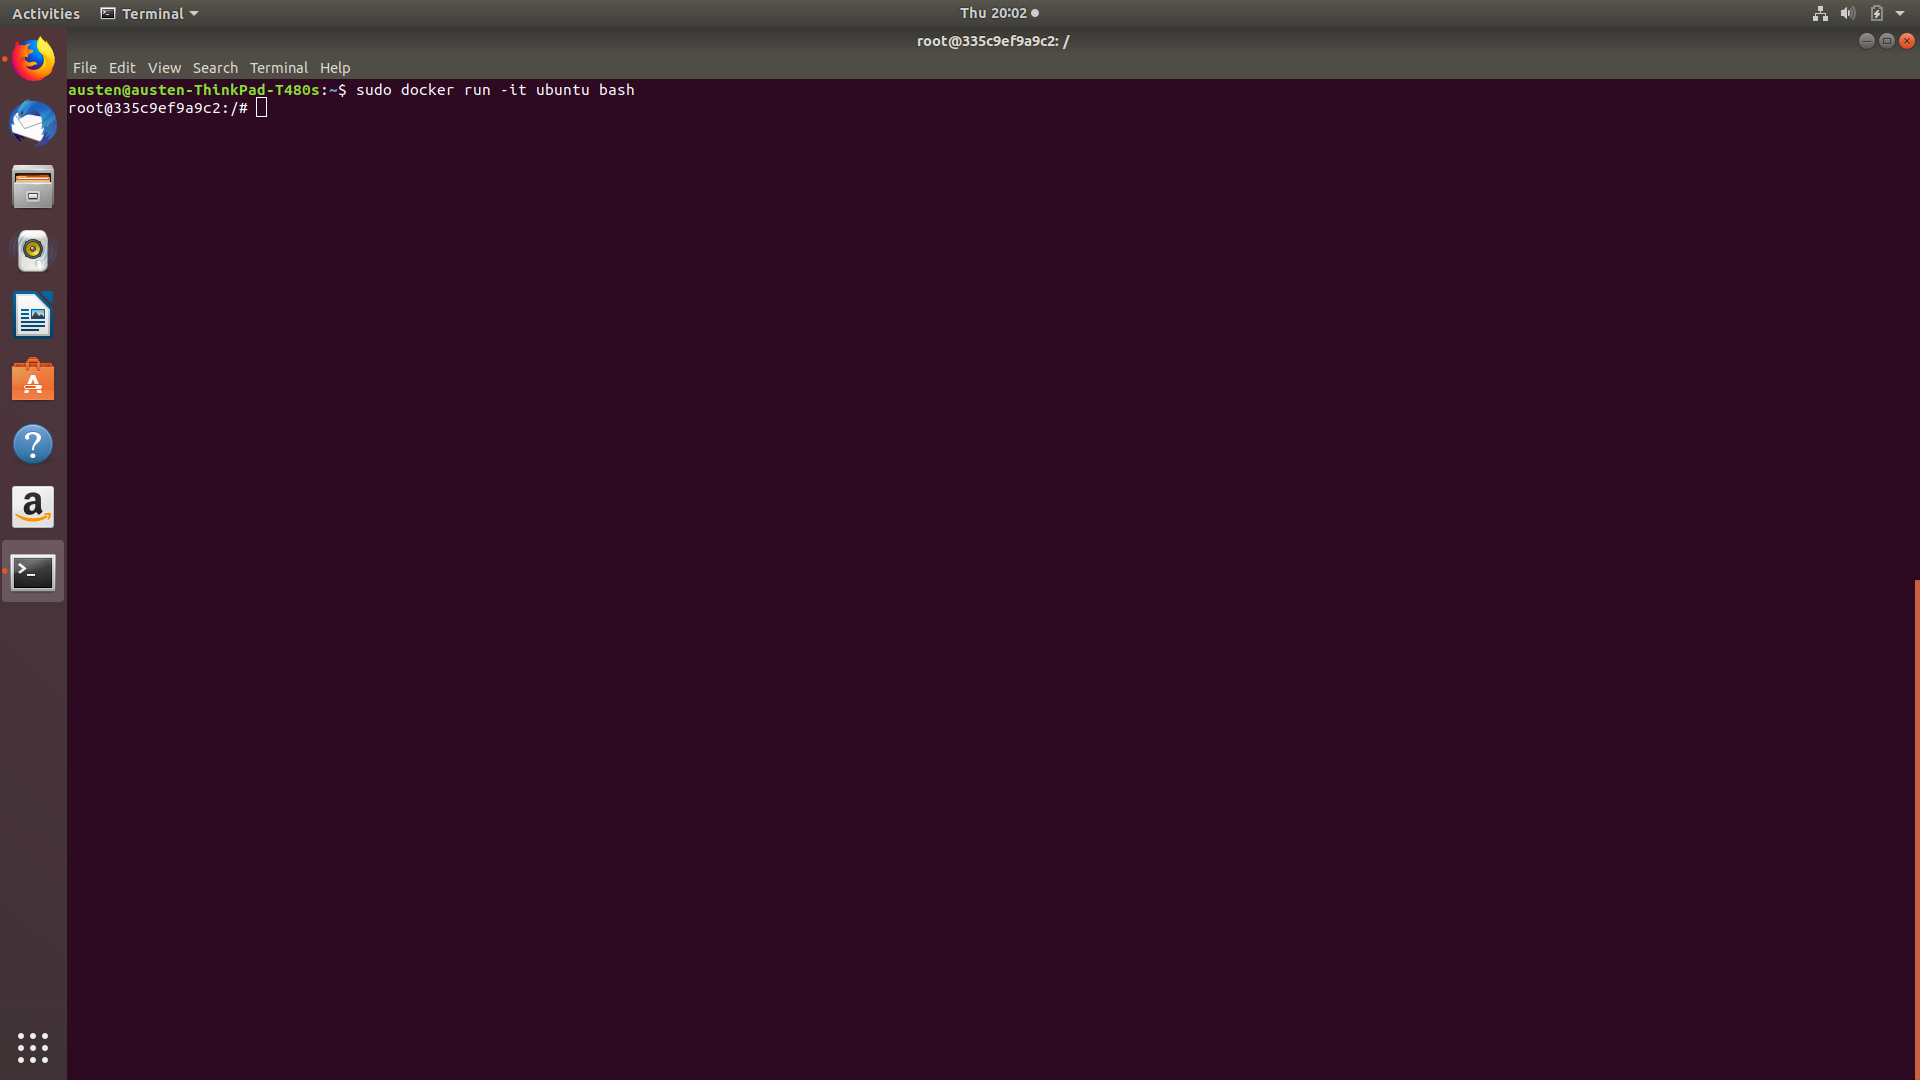 Activities Terminal Thu 20:02
root@335c9ef9a9c2: /
File Edit View Search Terminal Help
austen@austen-ThinkPad-T480s:~$ sudo docker run -it ubuntu bash
root@335c9ef9a9c2:/#